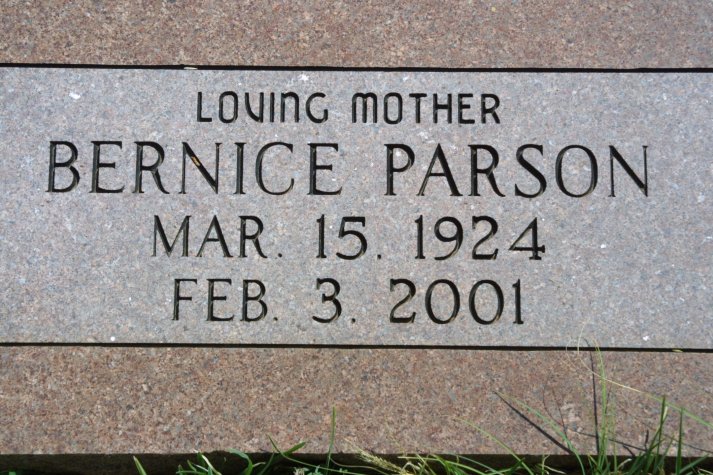 LOVING MOTHER
BERNICE PARSON
MAR. 15. 1924
FEB. 3. 2001